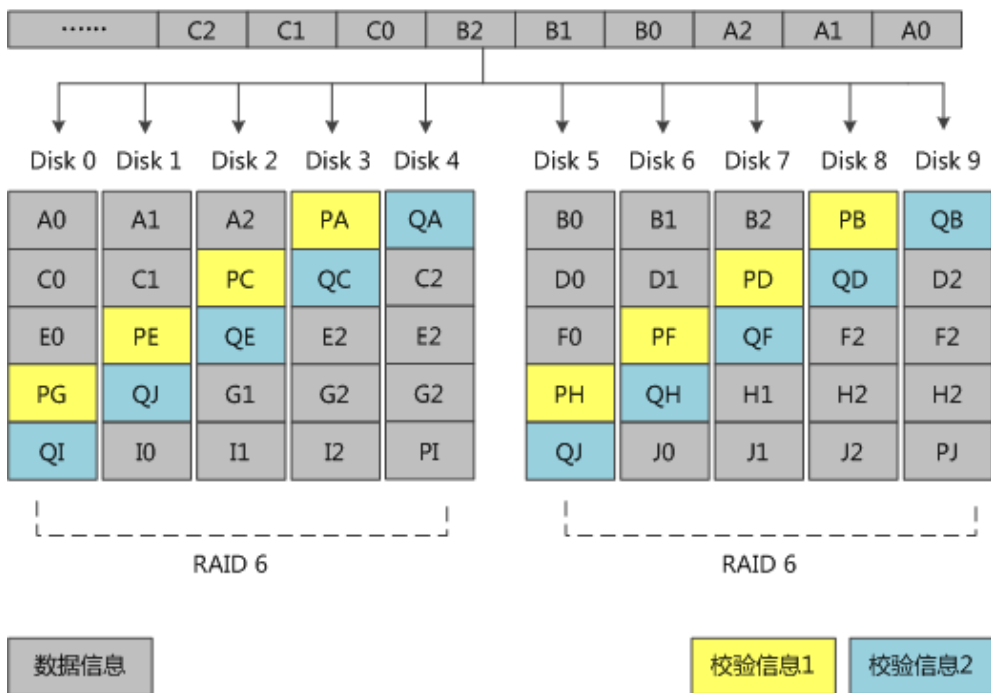 ...... C2 C1 C0 B2 B1 B0 A2 A1 A0
Disk 0 Disk 1 Disk 2 Disk 3 Disk 4 Disk 5 Disk 6 Disk 7 Disk 8 Disk 9
A0 A1 A2 PA QA B0 B1 B2 PB QB
C0 C1 PC QC C2 D0 D1 PD QD D2
E0 PE QE E2 E2 F0 PF QF F2 F2
PG QJ G1 G2 G2 PH QH H1 H2 H2
QI I0 I1 I2 PI QJ J0 J1 J2 PJ
RAID 6 RAID 6
数据信息 校验信息1 校验信息2